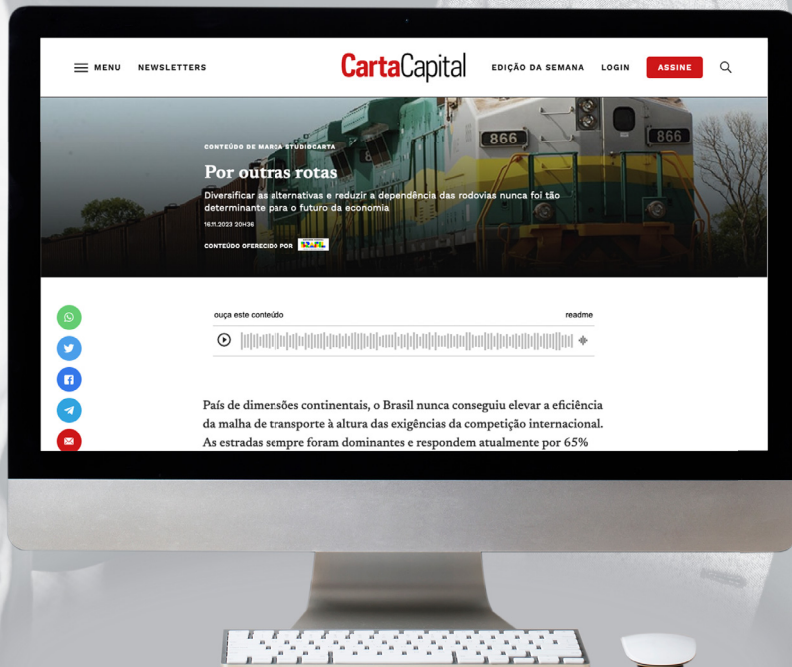 MENU NEWSLETTERS CartaCapital EDIÇÃO DA SEMANA LOGIN ASSINE
866 866
CONTEÚDO DE MARCA STUDIOCARTA
Por outras rotas
Diversificar as alternativas e reduzir a dependência das rodovias nunca foi tão
determinante para o futuro da economia
16.11.2023 20H36
CONTEÚDO OFERECIDO POR
ouça este conteúdo readme
País de dimensões continentais, o Brasil nunca conseguiu elevar a eficiência
da malha de transporte à altura das exigências da competição internacional.
As estradas sempre foram dominantes e respondem atualmente por 65%